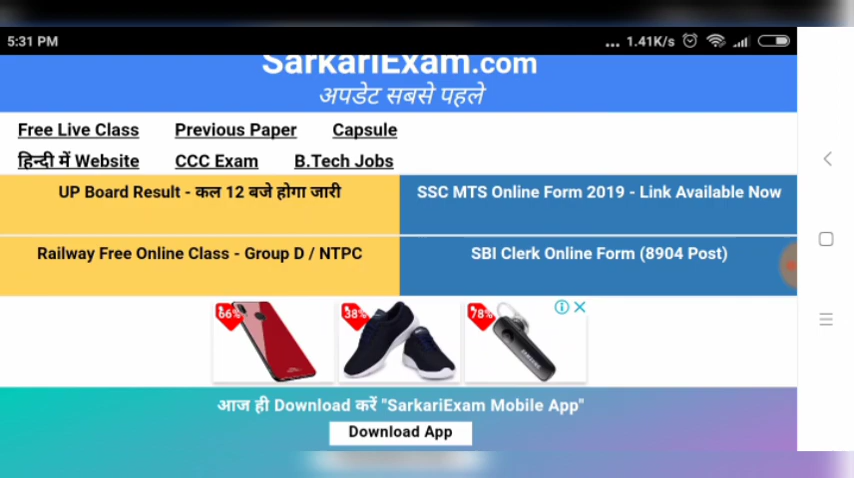 5:31 PM
... 1.41K/s
SarkariExam.com
अपडेट सबसे पहले
Free Live Class Previous Paper Capsule
हिन्दी में Website CCC Exam B.Tech Jobs
UP Board Result - कल 12 बजे होगा जारी
SSC MTS Online Form 2019 - Link Available Now
Railway Free Online Class - Group D / NTPC
SBI Clerk Online Form (8904 Post)
66% 38% 78%
SAMSUNG
आज ही Download करें "SarkariExam Mobile App"
Download App